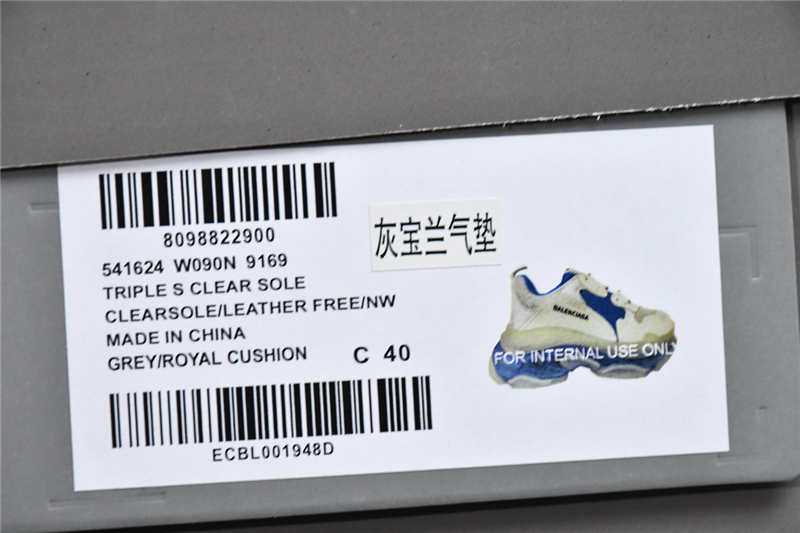 8098822900
541624 W090N 9169
TRIPLE S CLEAR SOLE
CLEARSOLE/LEATHER FREE/NW
MADE IN CHINA
GREY/ROYAL CUSHION C 40
ECBL001948D
灰宝兰气垫
BALENCIAGA
FOR INTERNAL USE ONLY